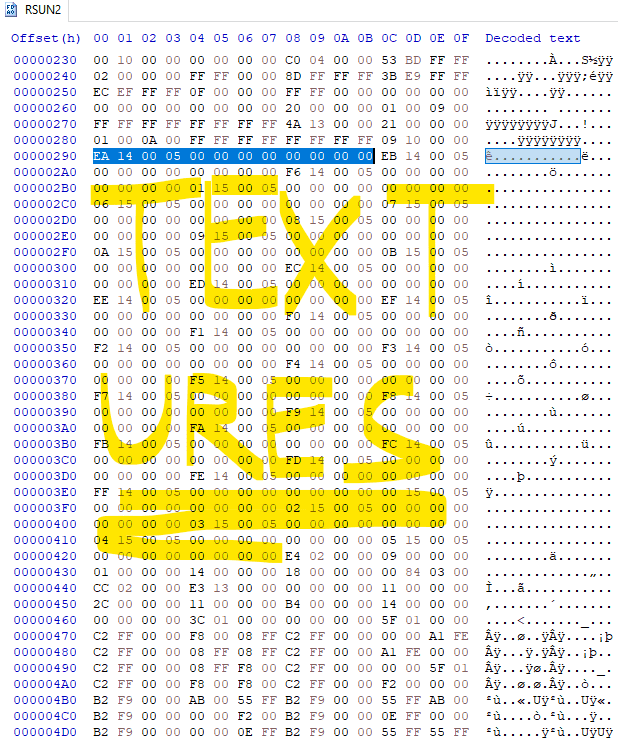 RSUN2
Offset(h) 00 01 02 03 04 05 06 07 08 09 0A 0B 0C 0D 0E 0F Decoded text
00000230 00 10 00 00 00 00 00 00 C0 04 00 00 53 BD FF FF ........À...S½ÿÿ
00000240 02 00 00 00 FF FF 00 00 8D FF FF FF 3B E9 FF FF ....ÿÿ...ÿÿÿ;éÿÿ
00000250 EC EF FF FF 0F 00 00 00 FF FF 00 00 00 00 00 00 ìïÿÿ....ÿÿ......
00000260 00 00 00 00 00 00 00 00 20 00 00 00 01 00 09 00 ........ .......
00000270 FF FF FF FF FF FF FF FF 4A 13 00 00 21 00 00 00 ÿÿÿÿÿÿÿÿJ...!...
00000280 01 00 0A 00 FF FF FF FF FF FF FF FF 09 10 00 00 ....ÿÿÿÿÿÿÿÿ....
00000290 EA 14 00 05 00 00 00 00 00 00 00 00 EB 14 00 05 ê...........ë...
000002A0 00 00 00 00 00 00 00 00 F6 14 00 05 00 00 00 00 ........ö.......
000002B0 00 00 00 00 01 15 00 05 00 00 00 00 00 00 00 00 ................
000002C0 06 15 00 05 00 00 00 00 00 00 00 00 07 15 00 05 ................
000002D0 00 00 00 00 00 00 00 00 08 15 00 05 00 00 00 00 ................
000002E0 00 00 00 00 09 15 00 05 00 00 00 00 00 00 00 00 ................
000002F0 0A 15 00 05 00 00 00 00 00 00 00 00 0B 15 00 05 ................
TEXT
00000300 00 00 00 00 00 00 00 00 EC 14 00 05 00 00 00 00 ........ì.......
00000310 00 00 00 00 ED 14 00 05 00 00 00 00 00 00 00 00 ....í...........
00000320 EE 14 00 05 00 00 00 00 00 00 00 00 EF 14 00 05 î...........ï...
00000330 00 00 00 00 00 00 00 00 F0 14 00 05 00 00 00 00 ........ð.......
00000340 00 00 00 00 F1 14 00 05 00 00 00 00 00 00 00 00 ....ñ...........
00000350 F2 14 00 05 00 00 00 00 00 00 00 00 F3 14 00 05 ò...........ó...
00000360 00 00 00 00 00 00 00 00 F4 14 00 05 00 00 00 00 ........ô.......
00000370 00 00 00 00 F5 14 00 05 00 00 00 00 00 00 00 00 ....õ...........
00000380 F7 14 00 05 00 00 00 00 00 00 00 00 F8 14 00 05 ÷...........ø...
00000390 00 00 00 00 00 00 00 00 F9 14 00 05 00 00 00 00 ........ù.......
000003A0 00 00 00 00 FA 14 00 05 00 00 00 00 00 00 00 00 ....ú...........
000003B0 FB 14 00 05 00 00 00 00 00 00 00 00 FC 14 00 05 û...........ü...
URES
000003C0 00 00 00 00 00 00 00 00 FD 14 00 05 00 00 00 00 ........ý.......
000003D0 00 00 00 00 FE 14 00 05 00 00 00 00 00 00 00 00 ....þ...........
000003E0 FF 14 00 05 00 00 00 00 00 00 00 00 00 15 00 05 ÿ...............
000003F0 00 00 00 00 00 00 00 00 02 15 00 05 00 00 00 00 ................
00000400 00 00 00 00 03 15 00 05 00 00 00 00 00 00 00 00 ................
00000410 04 15 00 05 00 00 00 00 00 00 00 00 05 15 00 05 ................
00000420 00 00 00 00 00 00 00 00 E4 02 00 00 09 00 00 00 ........ä.......
00000430 01 00 00 00 14 00 00 00 18 00 00 00 00 00 84 03 ..............„.
00000440 CC 02 00 00 E3 13 00 00 00 00 00 00 11 00 00 00 Ì...ã...........
00000450 2C 00 00 00 11 00 00 00 B4 00 00 00 14 00 00 00 ,.......´.......
00000460 00 00 00 00 3C 01 00 00 00 00 00 00 5F 01 00 00 ....<......._...
00000470 C2 FF 00 00 F8 00 08 FF C2 FF 00 00 00 00 A1 FE Âÿ..ø..ÿÂÿ....¡þ
00000480 C2 FF 00 00 08 00 08 FF C2 FF 00 00 A1 FE 00 00 Âÿ.....ÿÂÿ..¡þ..
00000490 C2 FF 00 00 08 FF F8 00 C2 FF 00 00 00 00 5F 01 Âÿ...ÿø.Âÿ...._.
000004A0 C2 FF 00 00 F8 00 F8 00 C2 FF 00 00 F2 00 00 00 Âÿ..ø.ø.Âÿ..ò...
000004B0 B2 F9 00 00 AB 00 55 FF B2 F9 00 00 55 FF AB 00 ²ù..«.Uÿ²ù..Uÿ«.
000004C0 B2 F9 00 00 00 00 F2 00 B2 F9 00 00 0E FF 00 00 ²ù....ò.²ù...ÿ..
000004D0 B2 F9 00 00 00 00 0E FF B2 F9 00 00 55 FF 55 FF ²ù.....ÿ²ù..UÿUÿ